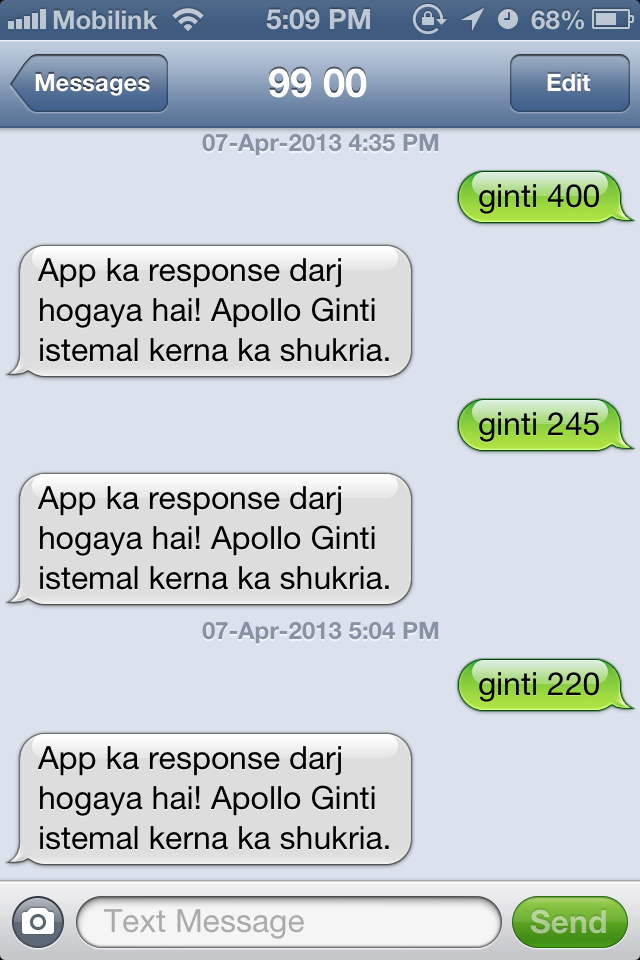 Mobilink 5:09 PM 68%
Messages 99 00 Edit
07-Apr-2013 4:35 PM
ginti 400
App ka response darj
hogaya hai! Apollo Ginti
istemal kerna ka shukria.
ginti 245
App ka response darj
hogaya hai! Apollo Ginti
istemal kerna ka shukria.
07-Apr-2013 5:04 PM
ginti 220
App ka response darj
hogaya hai! Apollo Ginti
istemal kerna ka shukria.
Text Message Send